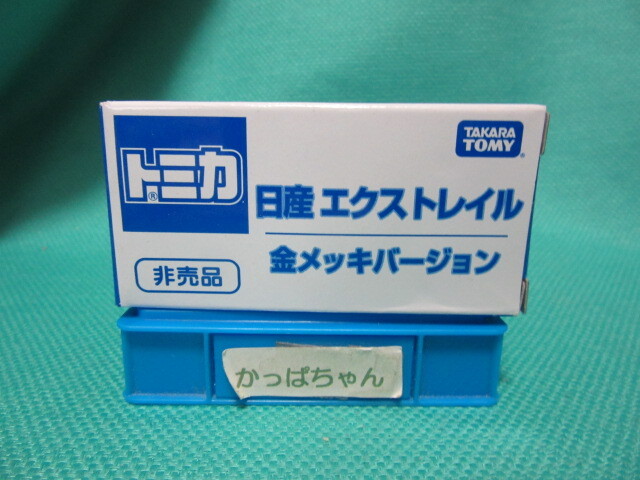 トミカ®
TAKARA
TOMY®
日産 エクストレイル
金メッキバージョン
非売品
かっぱちゃん